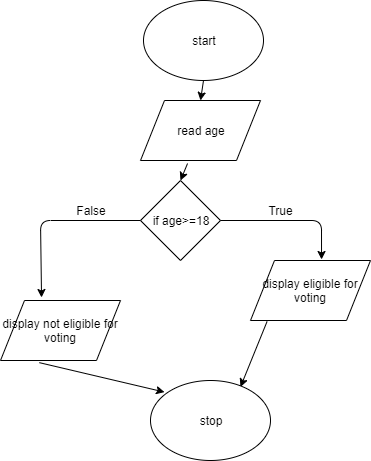 start
read age
if age>=18
False
True
display eligible for
voting
display not eligible for
voting
stop